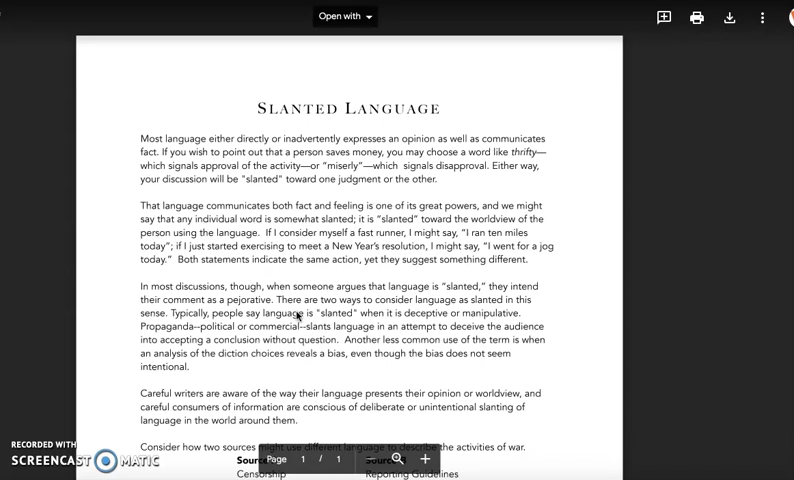 Open with
SLANTED LANGUAGE
Most language either directly or inadvertently expresses an opinion as well as communicates
fact. If you wish to point out that a person saves money, you may choose a word like thrifty—
which signals approval of the activity—or “miserly”—which  signals disapproval. Either way,
your discussion will be "slanted" toward one judgment or the other.
That language communicates both fact and feeling is one of its great powers, and we might
say that any individual word is somewhat slanted; it is “slanted” toward the worldview of the
person using the language.  If I consider myself a fast runner, I might say, “I ran ten miles
today”; if I just started exercising to meet a New Year’s resolution, I might say, “I went for a jog
today.”  Both statements indicate the same action, yet they suggest something different.
In most discussions, though, when someone argues that language is “slanted,” they intend
their comment as a pejorative. There are two ways to consider language as slanted in this
sense. Typically, people say language is "slanted" when it is deceptive or manipulative.
Propaganda--political or commercial--slants language in an attempt to deceive the audience
into accepting a conclusion without question.  Another less common use of the term is when
an analysis of the diction choices reveals a bias, even though the bias does not seem
intentional.
Careful writers are aware of the way their language presents their opinion or worldview, and
careful consumers of information are conscious of deliberate or unintentional slanting of
language in the world around them.
Consider how two sources might use different language to describe the activities of war.
Censorship Reporting Guidelines
Page 1 / 1
RECORDED WITH
SCREENCAST MATIC